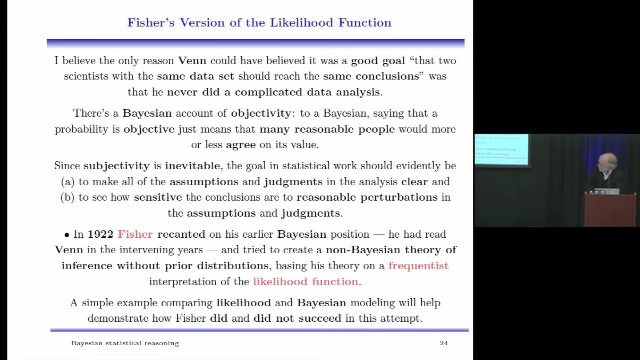 Fisher's Version of the Likelihood Function
I believe the only reason Venn could have believed it was a good goal "that two
scientists with the same data set should reach the same conclusions" was
that he never did a complicated data analysis.
There's a Bayesian account of objectivity: to a Bayesian, saying that a
probability is objective just means that many reasonable people would more
or less agree on its value.
Since subjectivity is inevitable, the goal in statistical work should evidently be
(a) to make all of the assumptions and judgments in the analysis clear and
(b) to see how sensitive the conclusions are to reasonable perturbations in
the assumptions and judgments.
• In 1922 Fisher recanted on his earlier Bayesian position — he had read
Venn in the intervening years — and tried to create a non-Bayesian theory of
inference without prior distributions, basing his theory on a frequentist
interpretation of the likelihood function.
A simple example comparing likelihood and Bayesian modeling will help
demonstrate how Fisher did and did not succeed in this attempt.
Bayesian statistical reasoning 24